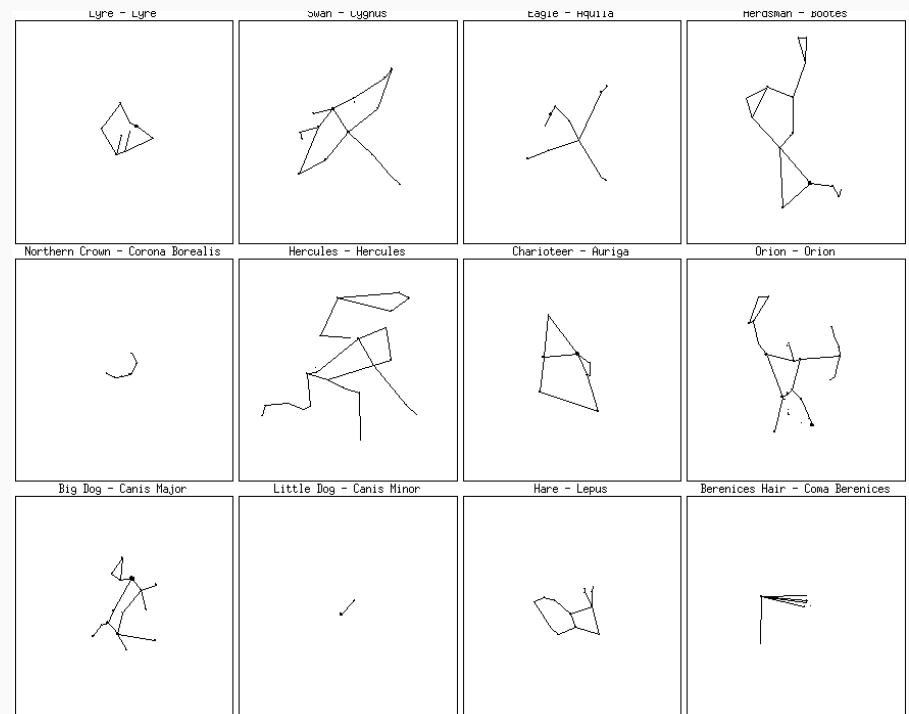 Lyre - Lyre
Swan - Cygnus
Eagle - Aquila
Herdsman - Bootes
Northern Crown - Corona Borealis
Hercules - Hercules
Charioteer - Auriga
Orion - Orion
Big Dog - Canis Major
Little Dog - Canis Minor
Hare - Lepus
Berenices Hair - Coma Berenices